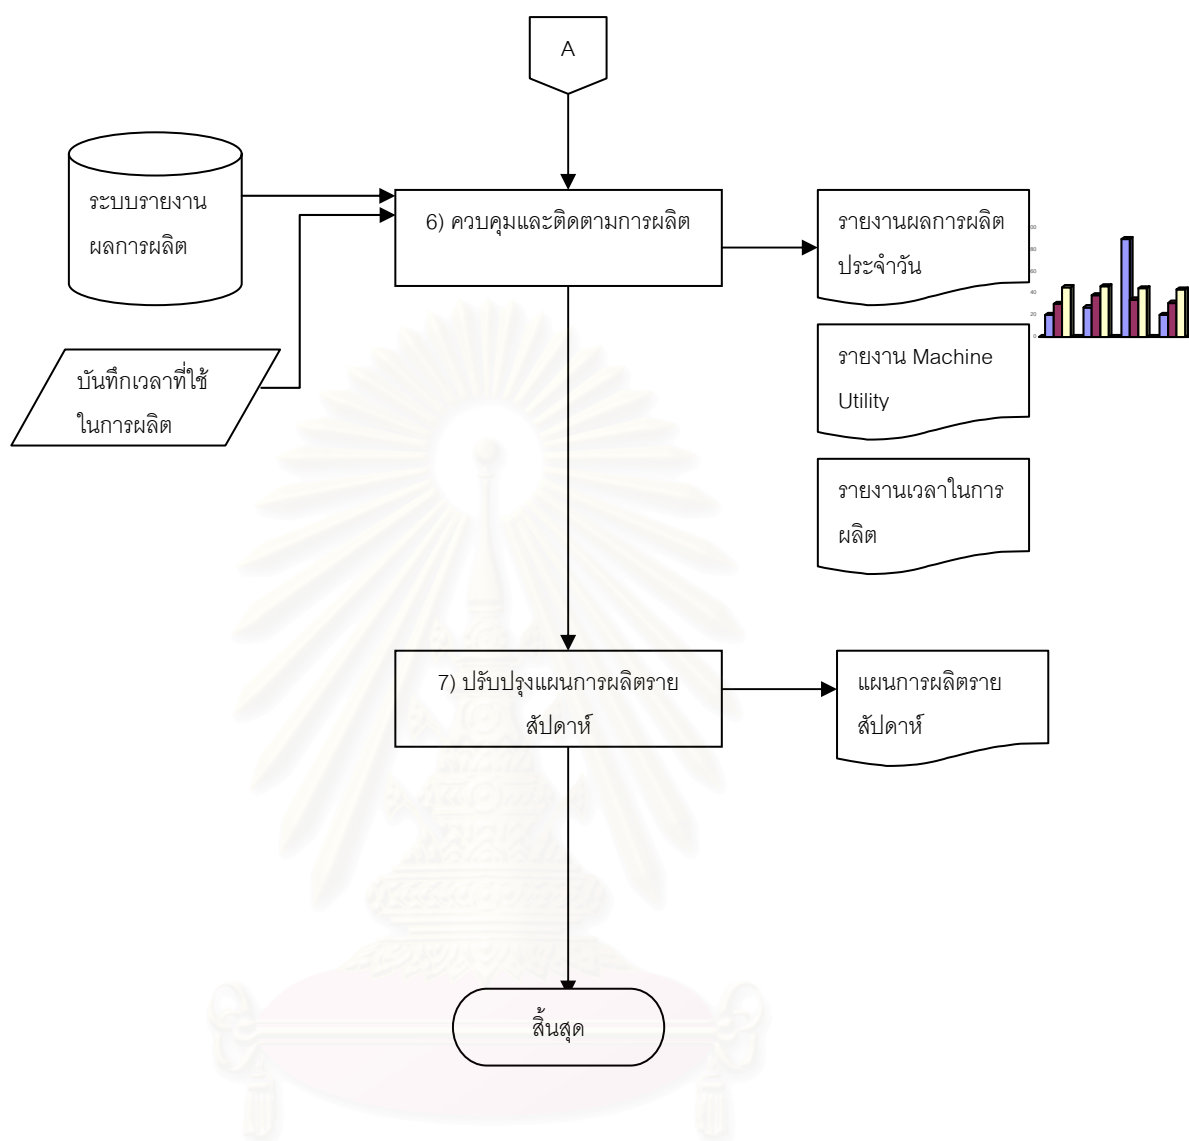 A
ระบบรายงาน
ผลการผลิต
6) ควบคุมและติดตามการผลิต
รายงานผลการผลิต
ประจำวัน
80
60
40
20
0
บันทึกเวลาที่ใช้
ในการผลิต
รายงาน Machine
Utility
รายงานเวลาในการ
ผลิต
7) ปรับปรุงแผนการผลิตราย
สัปดาห์
แผนการผลิตราย
สัปดาห์
สิ้นสุด